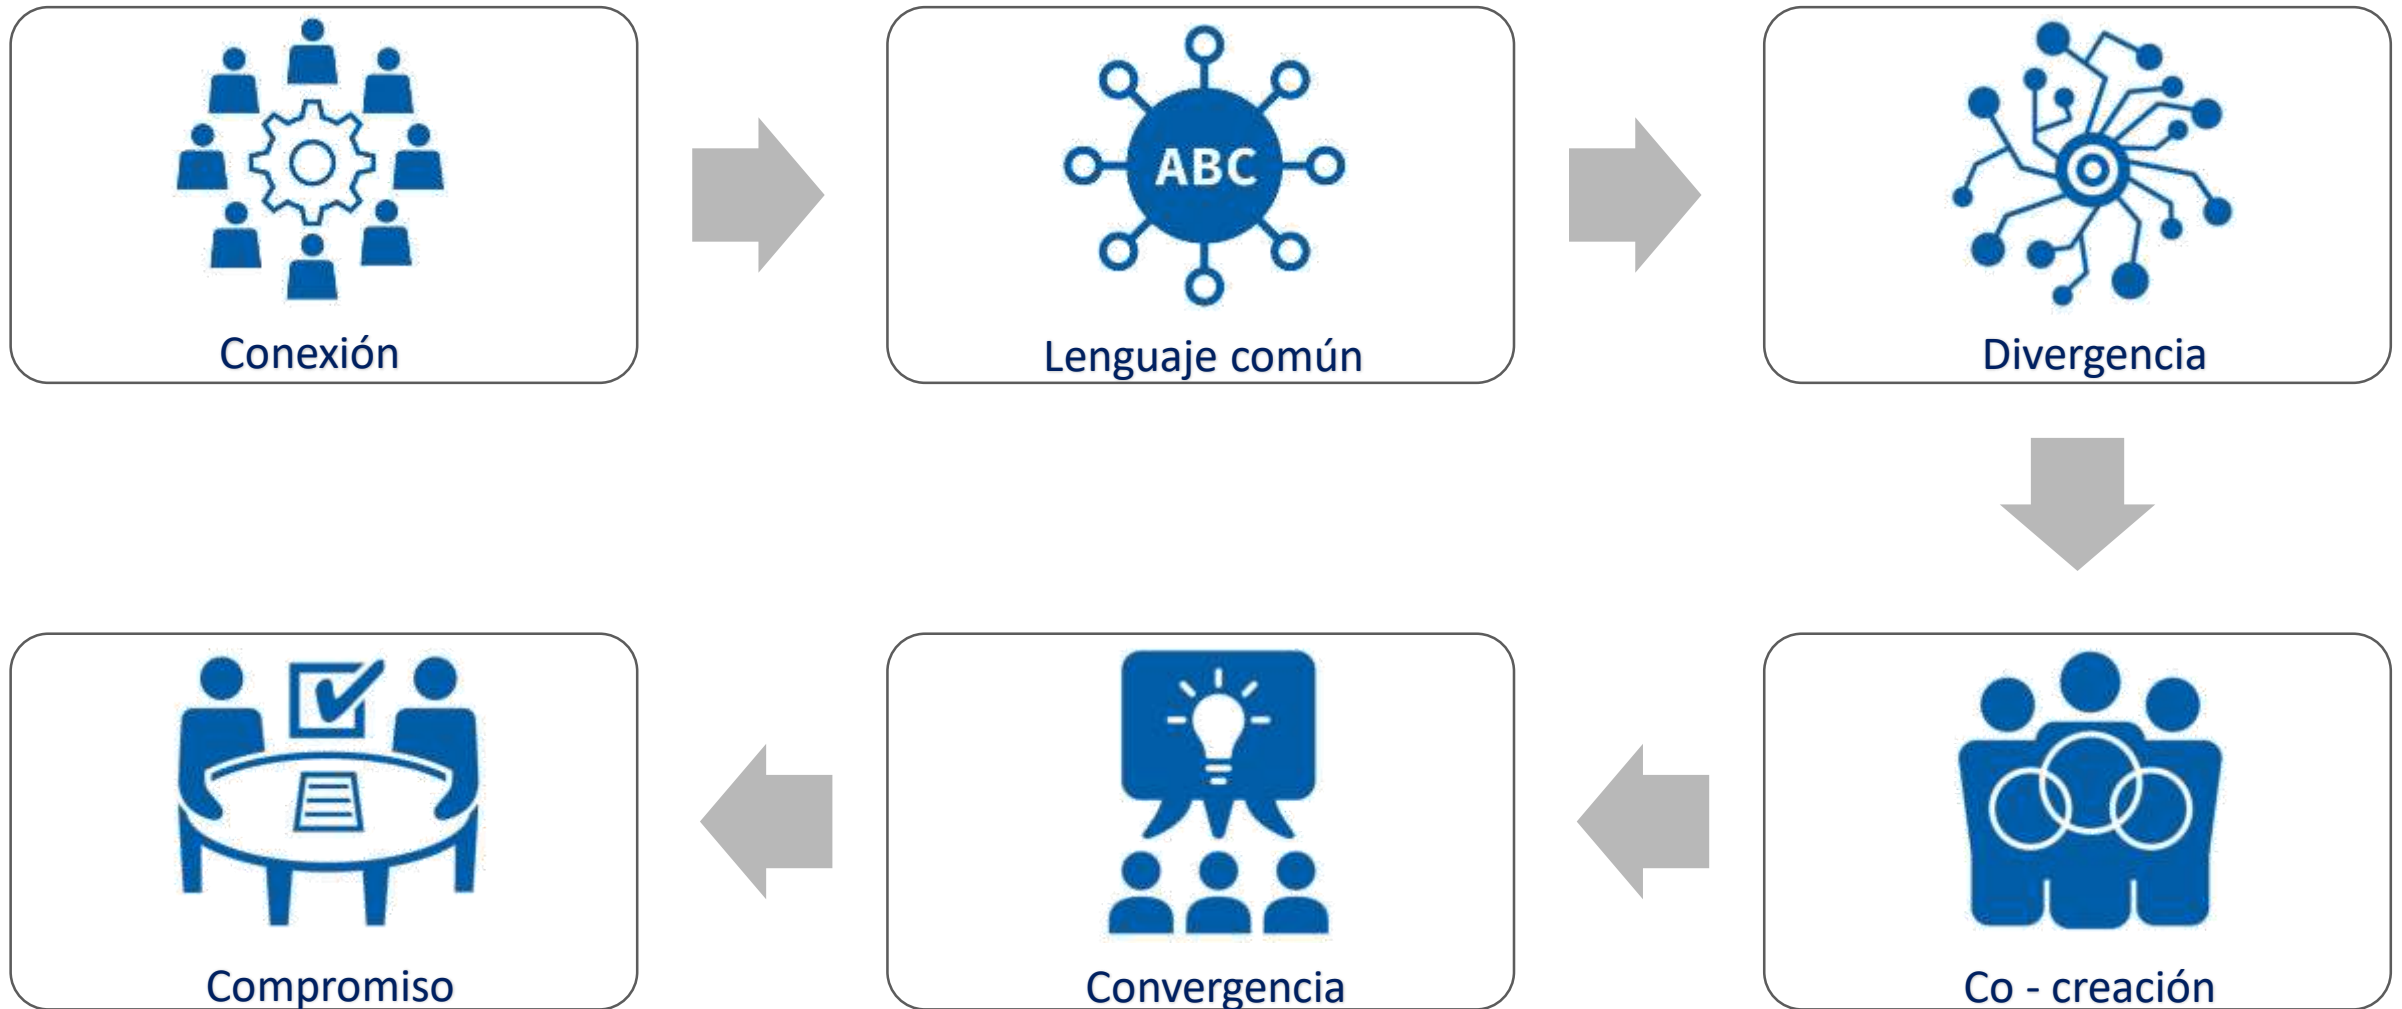 Conexión
ABC
Lenguaje común
Divergencia
Co - creación
Convergencia
Compromiso